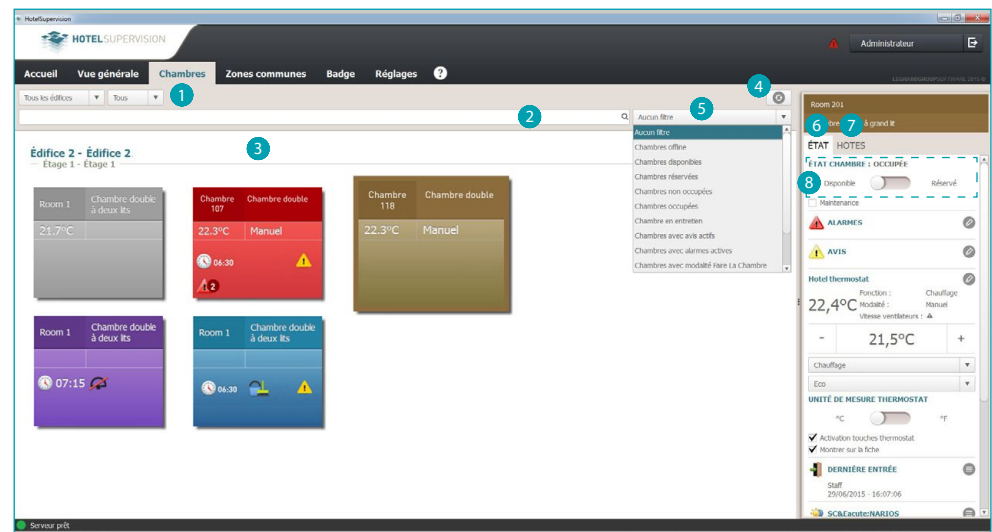 HotelSupervision
HOTELSUPERVISION
Administrateur
Accueil Vue générale Chambres Zones communes Badge Réglages ?
Tous les édifices Tous 1
4
2
Aucun filtre
5
Aucun filtre
Chambres offline
Chambres disponibles
Chambres réservées
Chambres non occupées
Chambres occupées
Chambre en entretien
Chambres avec avis actifs
Chambres avec alarmes actives
Chambres avec modalité Faire La Chambre
Édifice 2 - Édifice 2
3
Étage 1 - Étage 1
Room 1 Chambre double à deux lits
21.7°C
Chambre 107 Chambre double
22.3°C Manuel
06:30
2
Chambre 118 Chambre double
22.3°C Manuel
Room 1 Chambre double à deux lits
07:15
Room 1 Chambre double à deux lits
06:30
Room 201
à grand lit
6 7
ÉTAT HOTES
ÉTAT CHAMBRE : OCCUPÉE
8 Disponible Réservé
Maintenance
ALARMES
AVIS
Hotel thermostat
22,4°C
Fonction : Chauffage
Modalité : Manuel
Vitesse ventilateurs :
- 21,5°C +
Chauffage
Eco
UNITÉ DE MESURE THERMOSTAT
°C °F
Activation touches thermostat
Montrer sur la fiche
DERNIÈRE ENTRÉE
Staff
29/06/2015 - 16:07:06
SC&Eacute:NARIOS
Serveur prêt